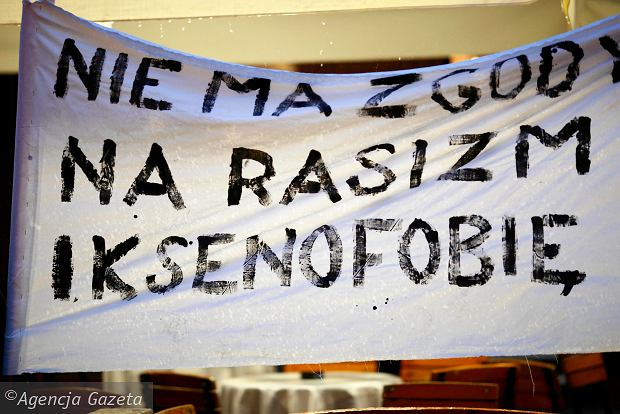 NIE MA ZGODY
NA RASIZM
I KSENOFOBIĘ
©Agencja Gazeta